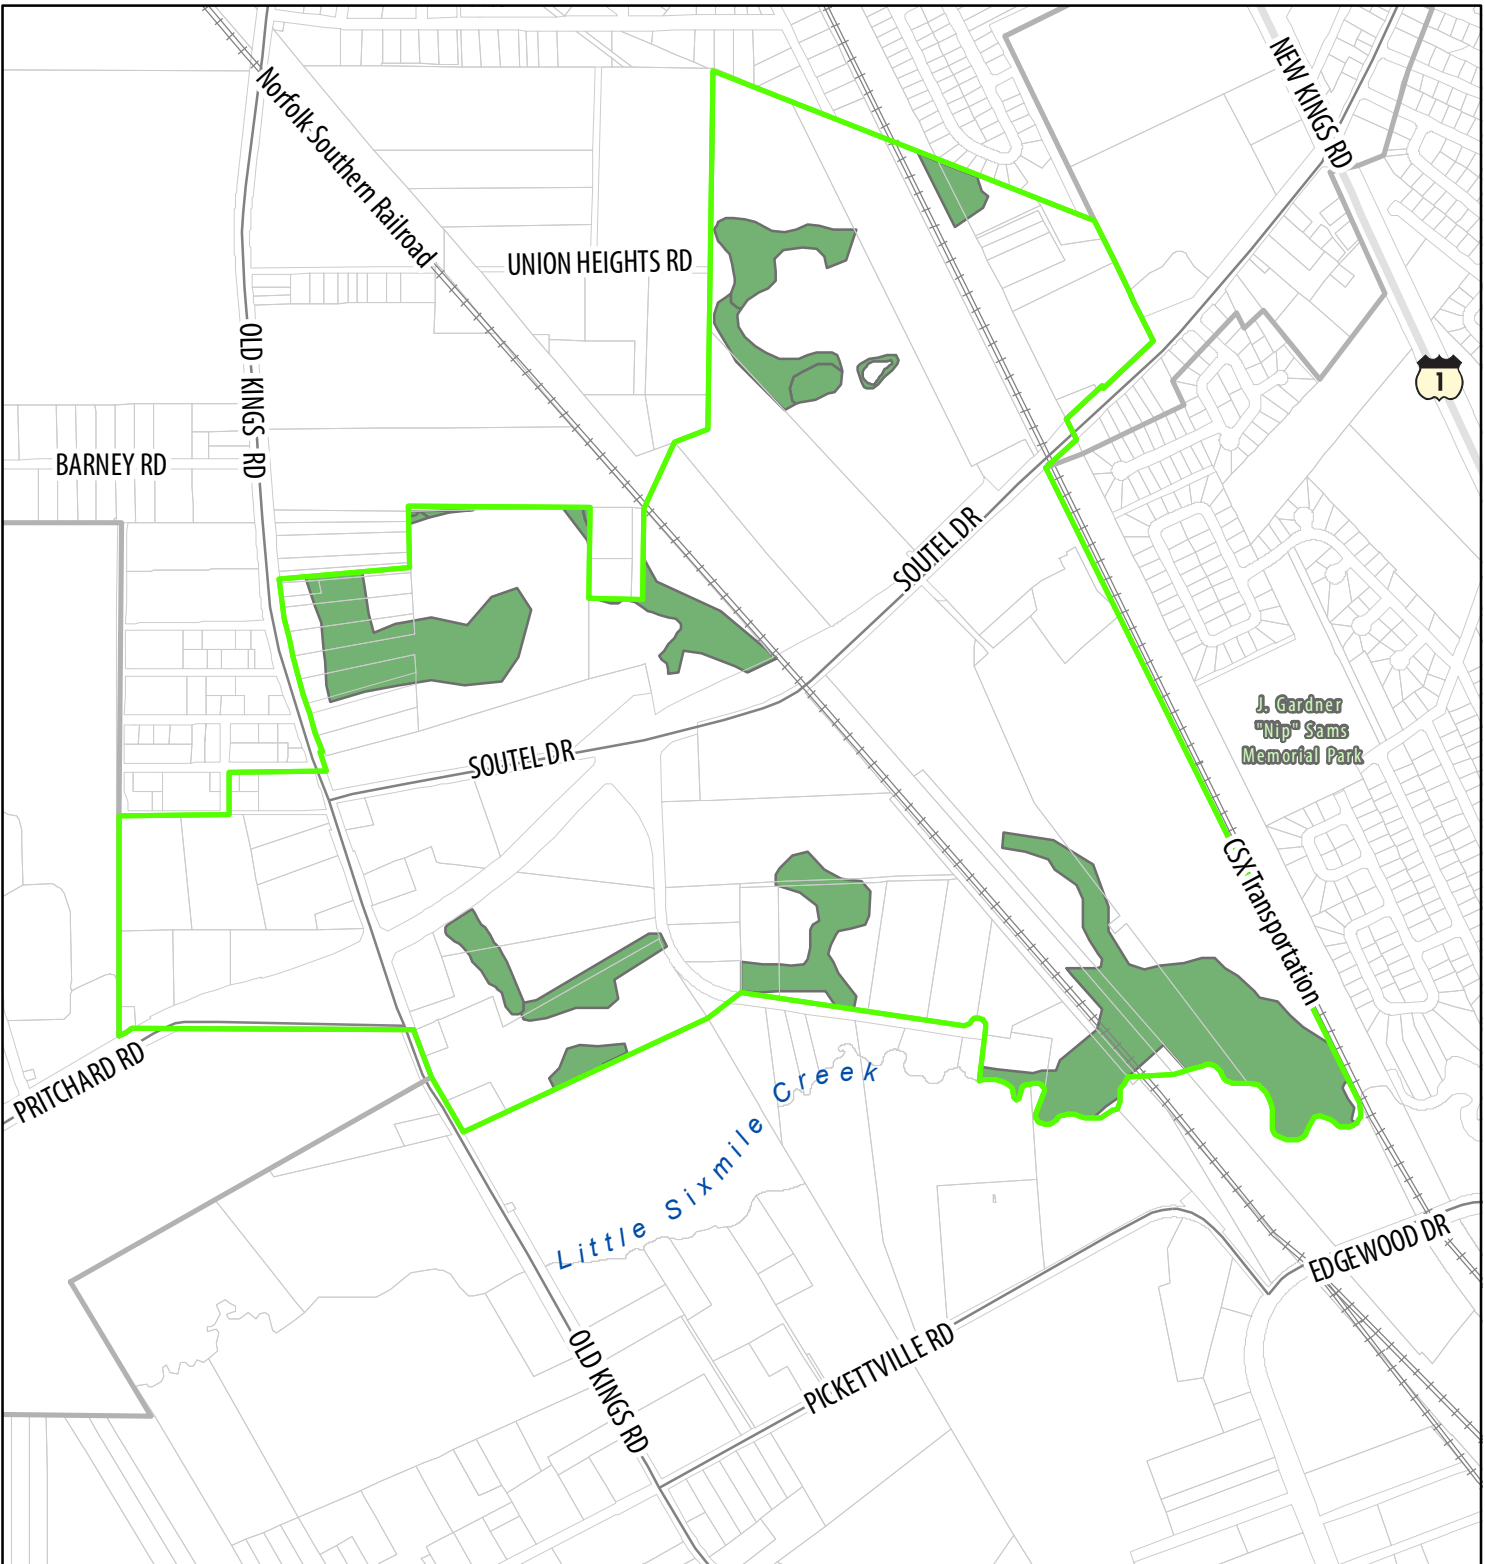 NEW KINGS RD
Norfolk Southern Railroad
UNION HEIGHTS RD
OLD KINGS RD
1
BARNEY RD
SOUTEL DR
J. Gardner
"Nip" Sams
Memorial Park
SOUTEL DR
CSX Transportation
PRITCHARD RD
Little Sixmile Creek
EDGEWOOD DR
OLD KINGS RD
PICKETTVILLE RD